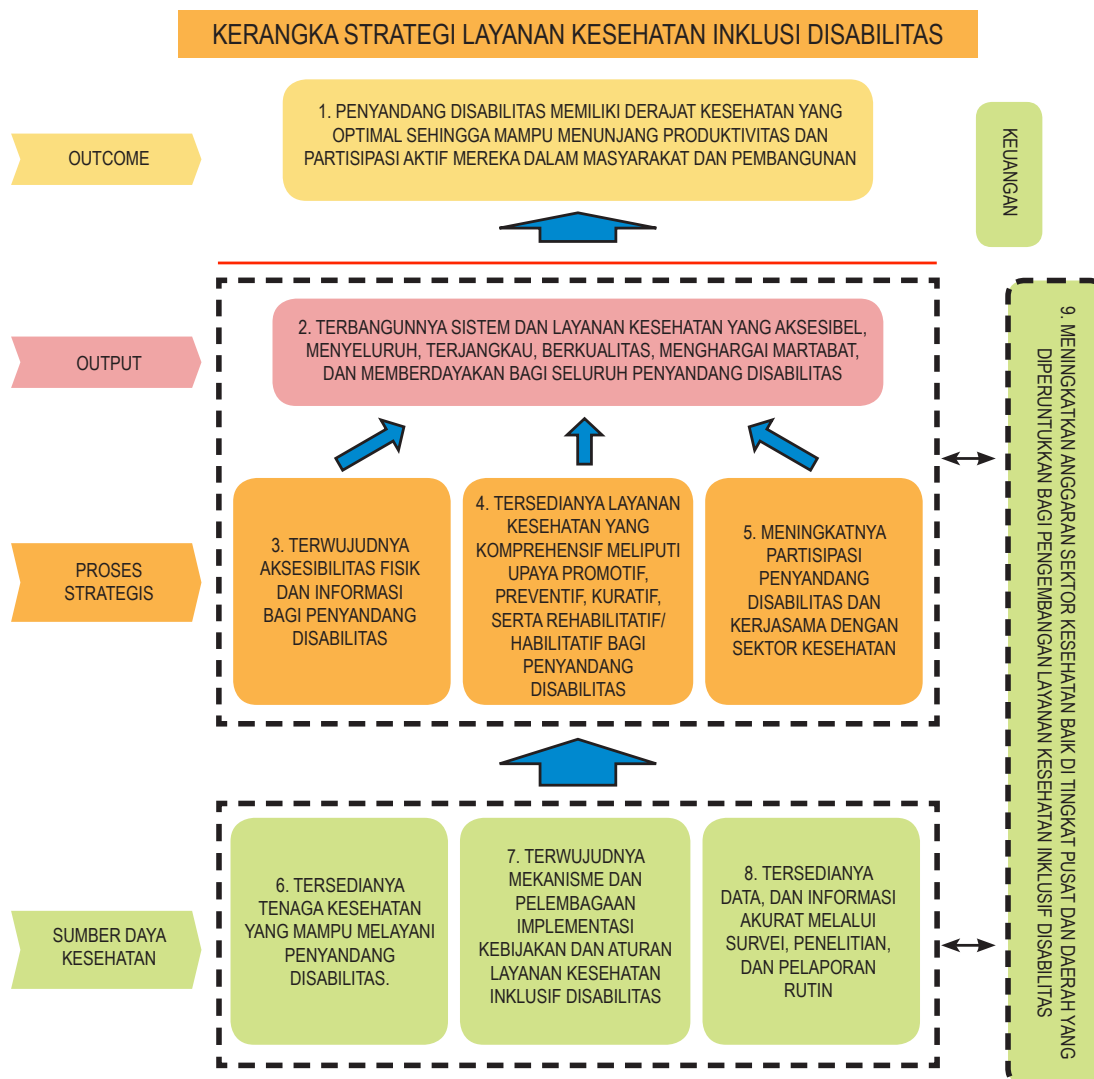 KERANGKA STRATEGI LAYANAN KESEHATAN INKLUSI DISABILITAS
OUTCOME
1. PENYANDANG DISABILITAS MEMILIKI DERAJAT KESEHATAN YANG
OPTIMAL SEHINGGA MAMPU MENUNJANG PRODUKTIVITAS DAN
PARTISIPASI AKTIF MEREKA DALAM MASYARAKAT DAN PEMBANGUNAN
KEUANGAN
OUTPUT
2. TERBANGUNNYA SISTEM DAN LAYANAN KESEHATAN YANG AKSESIBEL,
MENYELURUH, TERJANGKAU, BERKUALITAS, MENGHARGAI MARTABAT,
DAN MEMBERDAYAKAN BAGI SELURUH PENYANDANG DISABILITAS
PROSES
STRATEGIS
3. TERWUJUDNYA
AKSESIBILITAS FISIK
DAN INFORMASI
BAGI PENYANDANG
DISABILITAS
4. TERSEDIANYA LAYANAN
KESEHATAN YANG
KOMPREHENSIF MELIPUTI
UPAYA PROMOTIF,
PREVENTIF, KURATIF,
SERTA REHABILITATIF/
HABILITATIF BAGI
PENYANDANG
DISABILITAS
5. MENINGKATNYA
PARTISIPASI
PENYANDANG
DISABILITAS DAN
KERJASAMA DENGAN
SEKTOR KESEHATAN
SUMBER DAYA
KESEHATAN
6. TERSEDIANYA
TENAGA KESEHATAN
YANG MAMPU MELAYANI
PENYANDANG
DISABILITAS.
7. TERWUJUDNYA
MEKANISME DAN
PELEMBAGAAN
IMPLEMENTASI
KEBIJAKAN DAN ATURAN
LAYANAN KESEHATAN
INKLUSIF DISABILITAS
8. TERSEDIANYA
DATA, DAN INFORMASI
AKURAT MELALUI
SURVEI, PENELITIAN,
DAN PELAPORAN
RUTIN
9. MENINGKATKAN ANGGARAN SEKTOR KESEHATAN BAIK DI TINGKAT PUSAT DAN DAERAH YANG
DIPERUNTUKKAN BAGI PENGEMBANGAN LAYANAN KESEHATAN INKLUSIF DISABILITAS